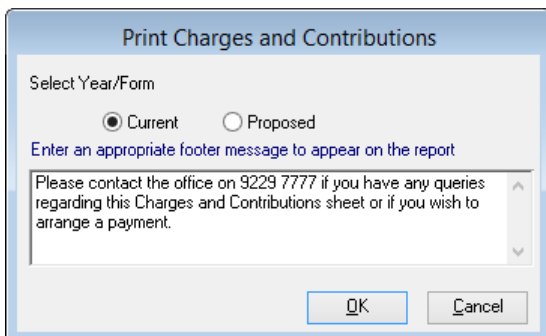 Print Charges and Contributions
Select Year/Form
Current Proposed
Enter an appropriate footer message to appear on the report
Please contact the office on 9229 7777 if you have any queries
regarding this Charges and Contributions sheet or if you wish to
arrange a payment.
OK Cancel